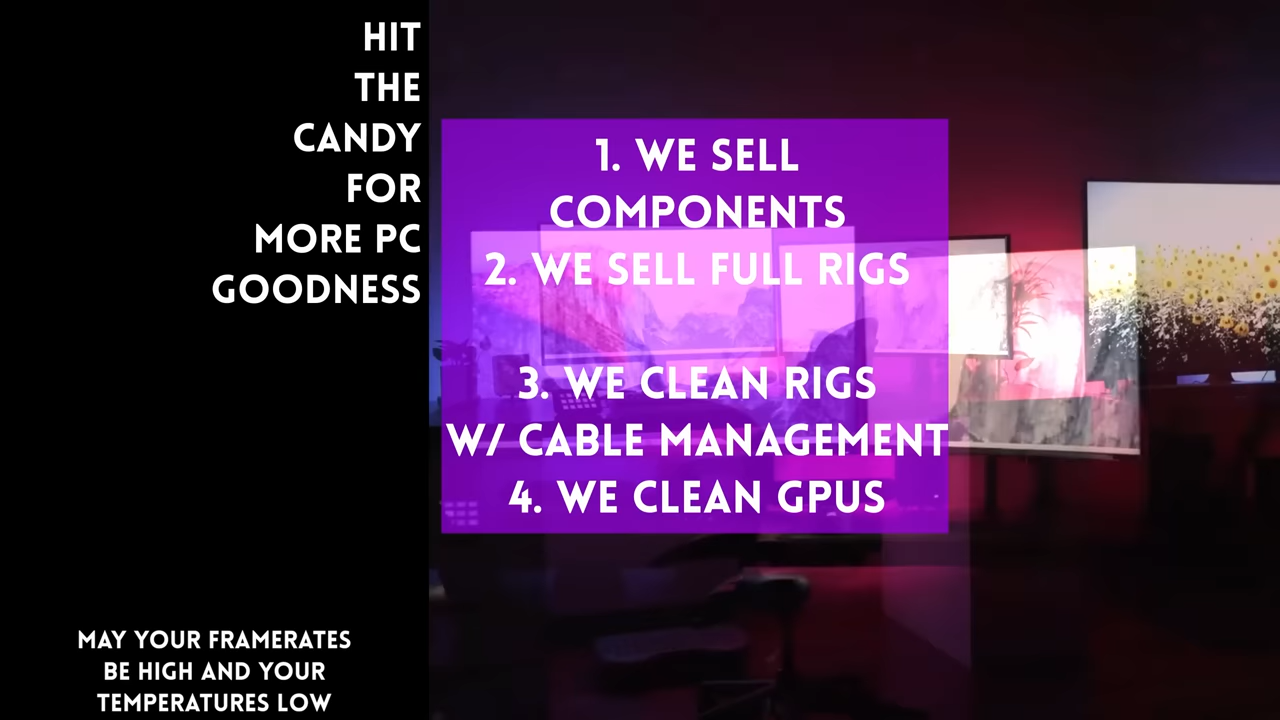 HIT
THE
CANDY
FOR
MORE PC
GOODNESS
1. WE SELL
COMPONENTS
2. WE SELL FULL RIGS
3. WE CLEAN RIGS
W/ CABLE MANAGEMENT
4. WE CLEAN GPUS
MAY YOUR FRAMERATES
BE HIGH AND YOUR
TEMPERATURES LOW